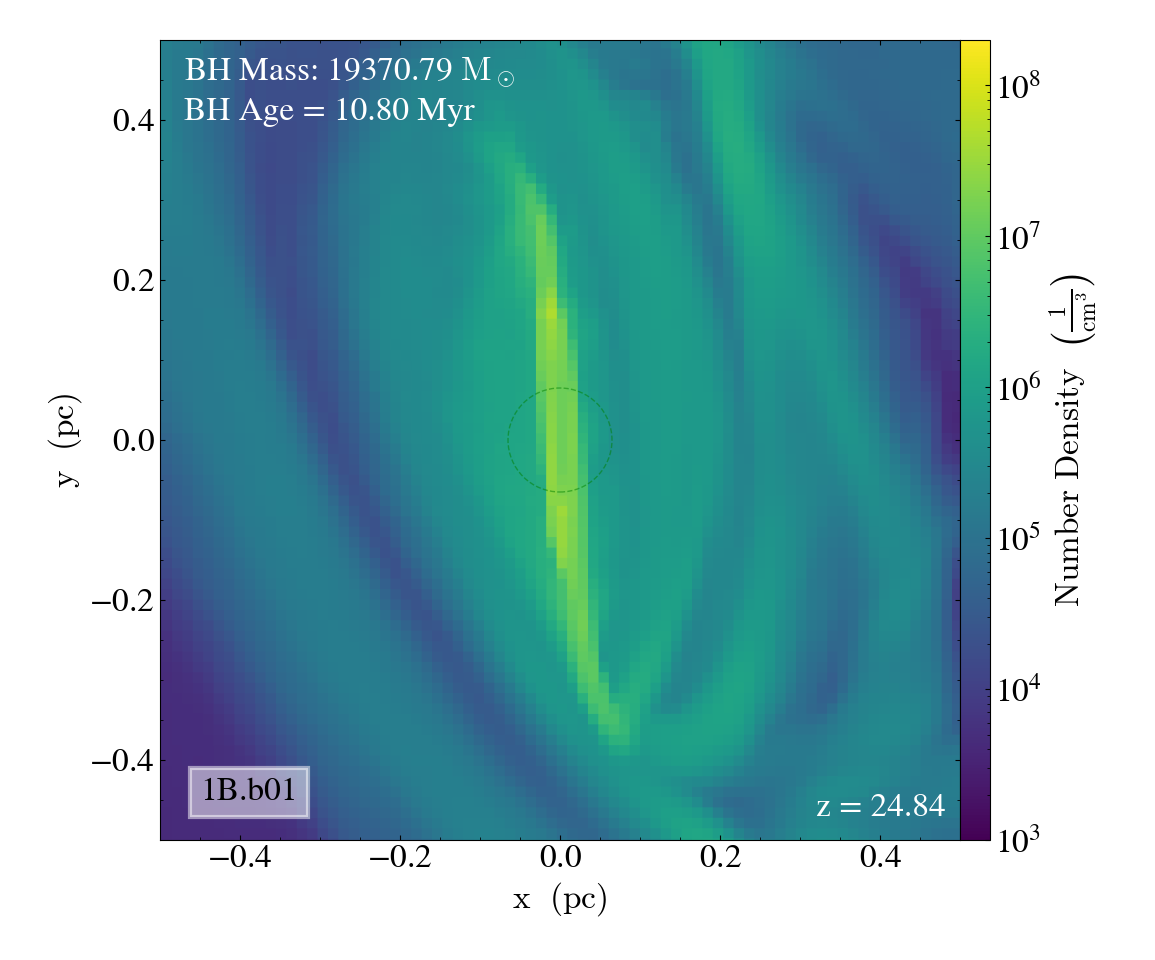 BH Mass: 19370.79 M⊙
BH Age = 10.80 Myr
0.4
0.2
0.0
−0.2
−0.4
y (pc)
1B.b01
z = 24.84
−0.4 −0.2 0.0 0.2 0.4
x (pc)
10⁸
10⁷
10⁶
10⁵
10⁴
10³
Number Density (1/cm³)